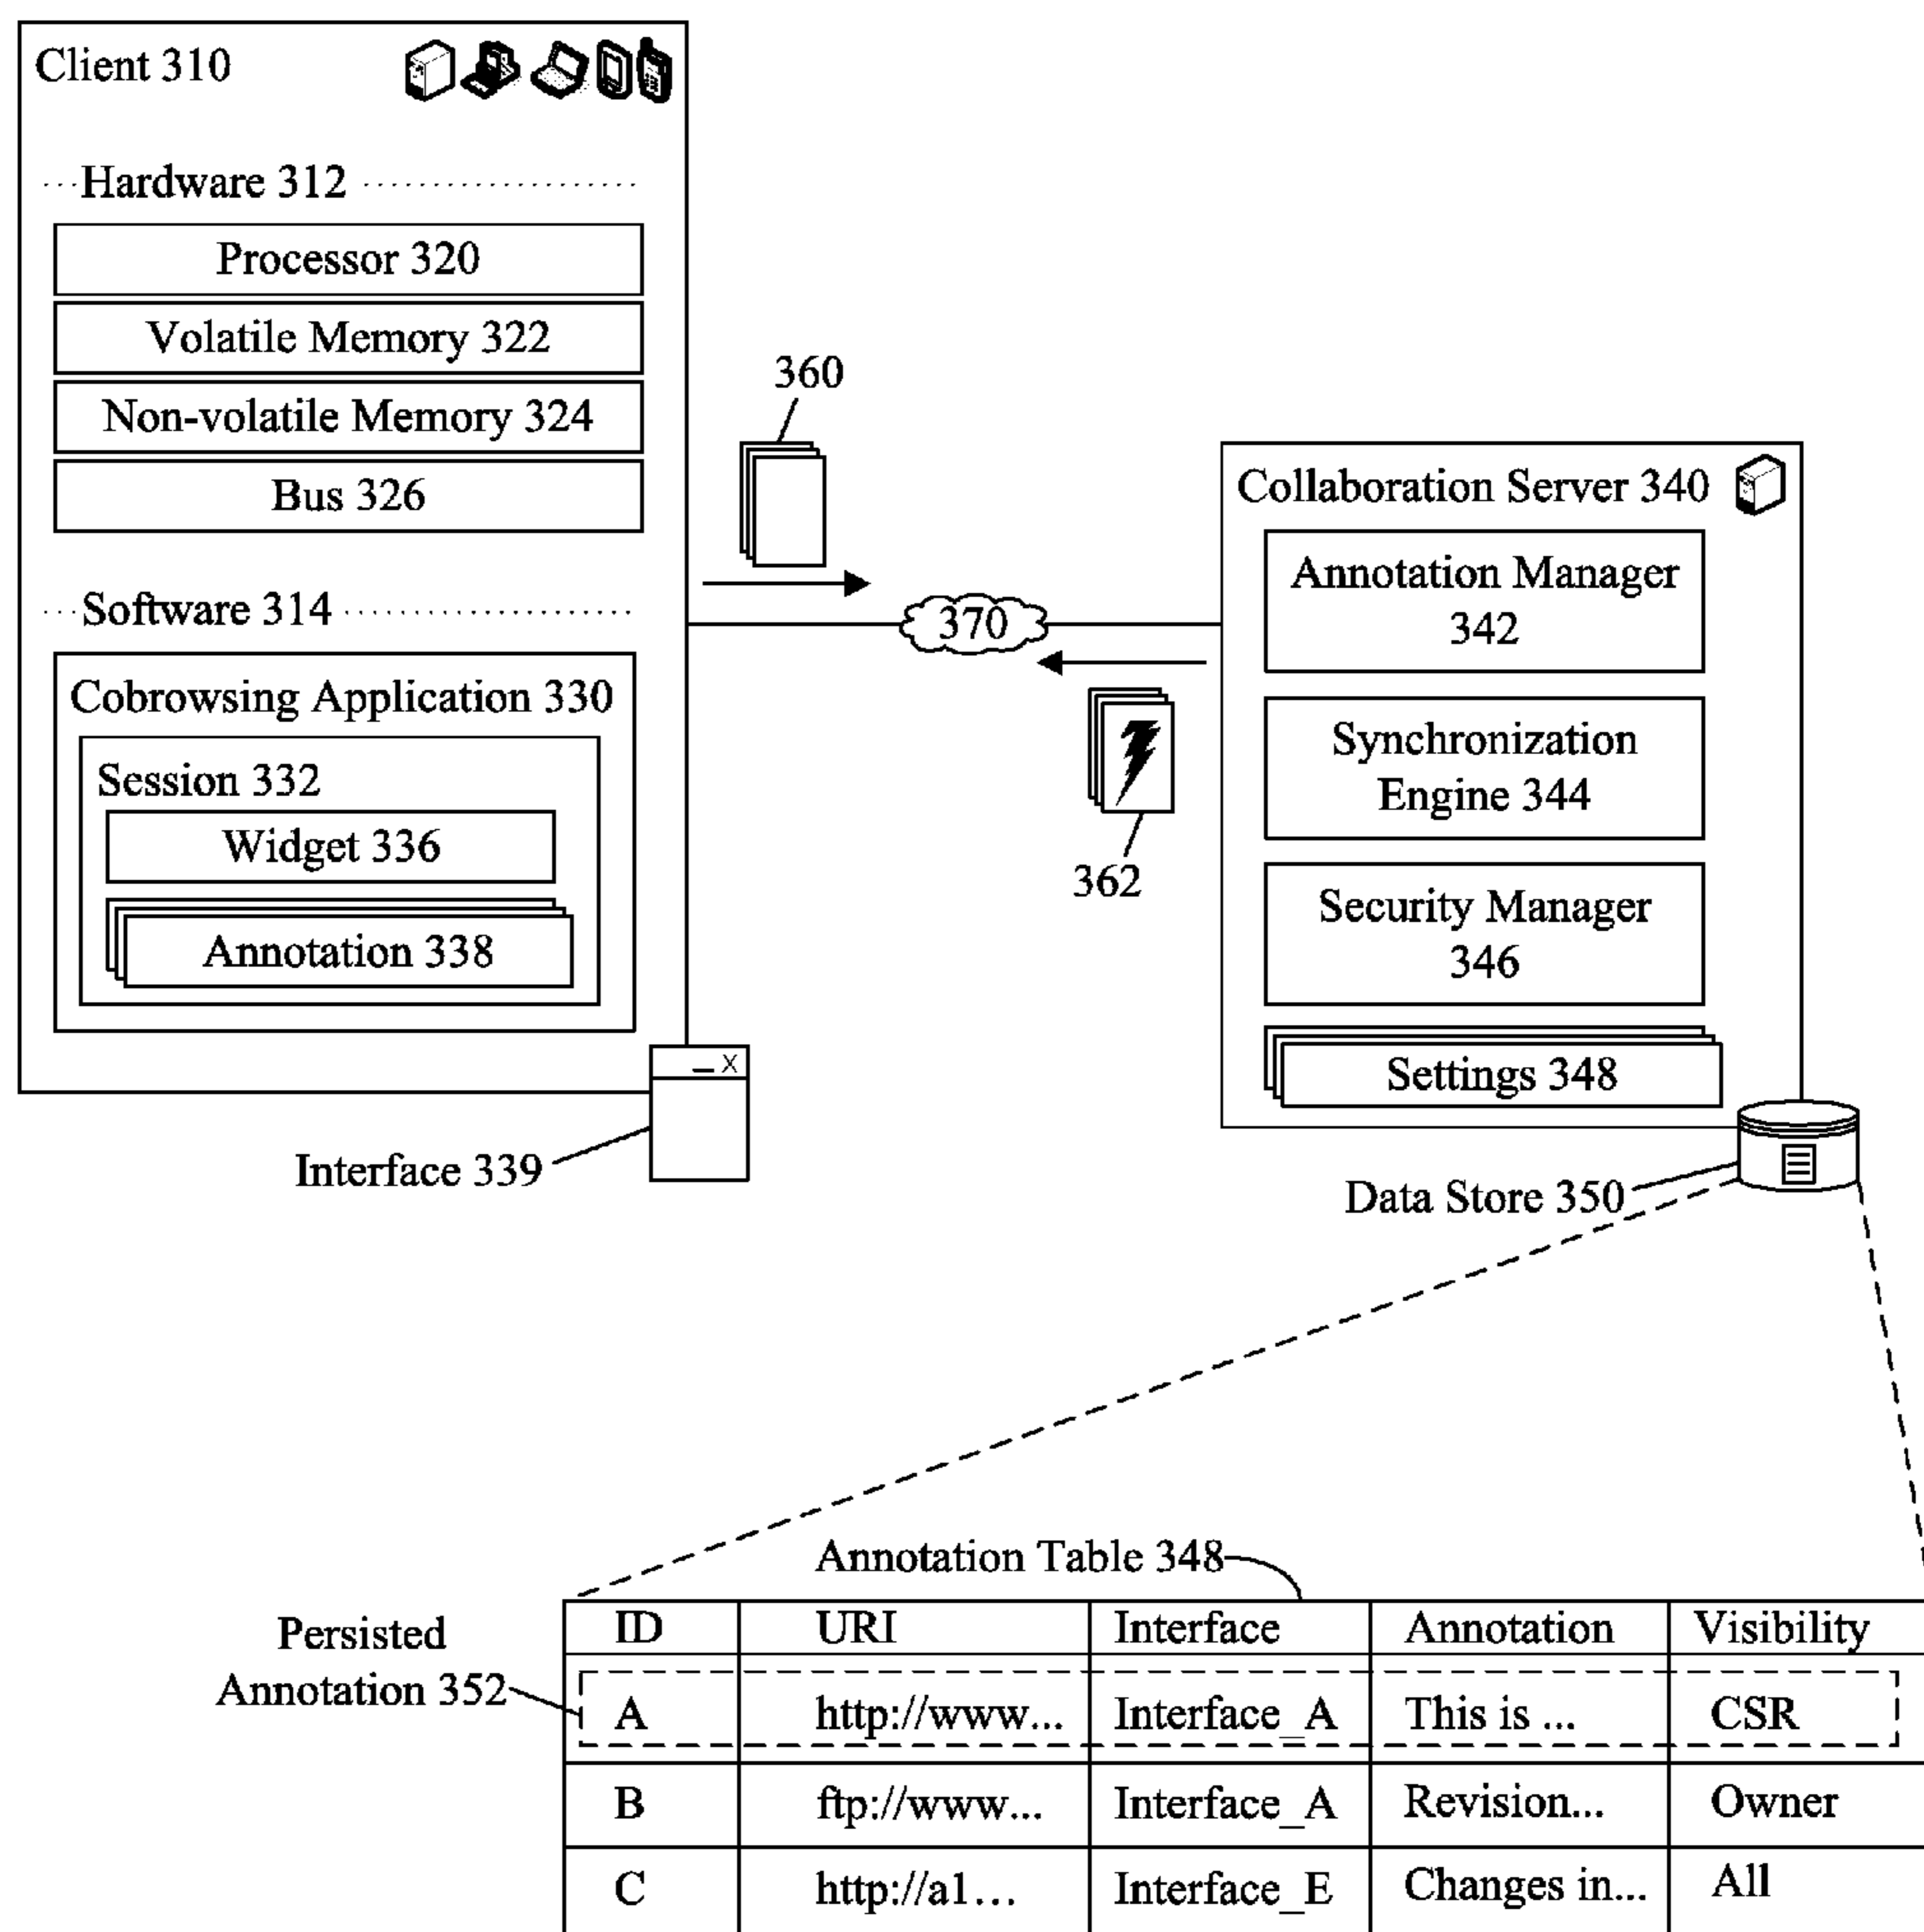 Client 310
Hardware 312
Processor 320
Volatile Memory 322
Non-volatile Memory 324
Bus 326
Software 314
Cobrowsing Application 330
Session 332
Widget 336
Annotation 338
_ X
Interface 339
360
370
362
Collaboration Server 340
Annotation Manager
342
Synchronization
Engine 344
Security Manager
346
Settings 348
Data Store 350
Annotation Table 348
Persisted
Annotation 352
ID URI Interface Annotation Visibility
A http://www... Interface_A This is ... CSR
B ftp://www... Interface_A Revision... Owner
C http://a1... Interface_E Changes in... All